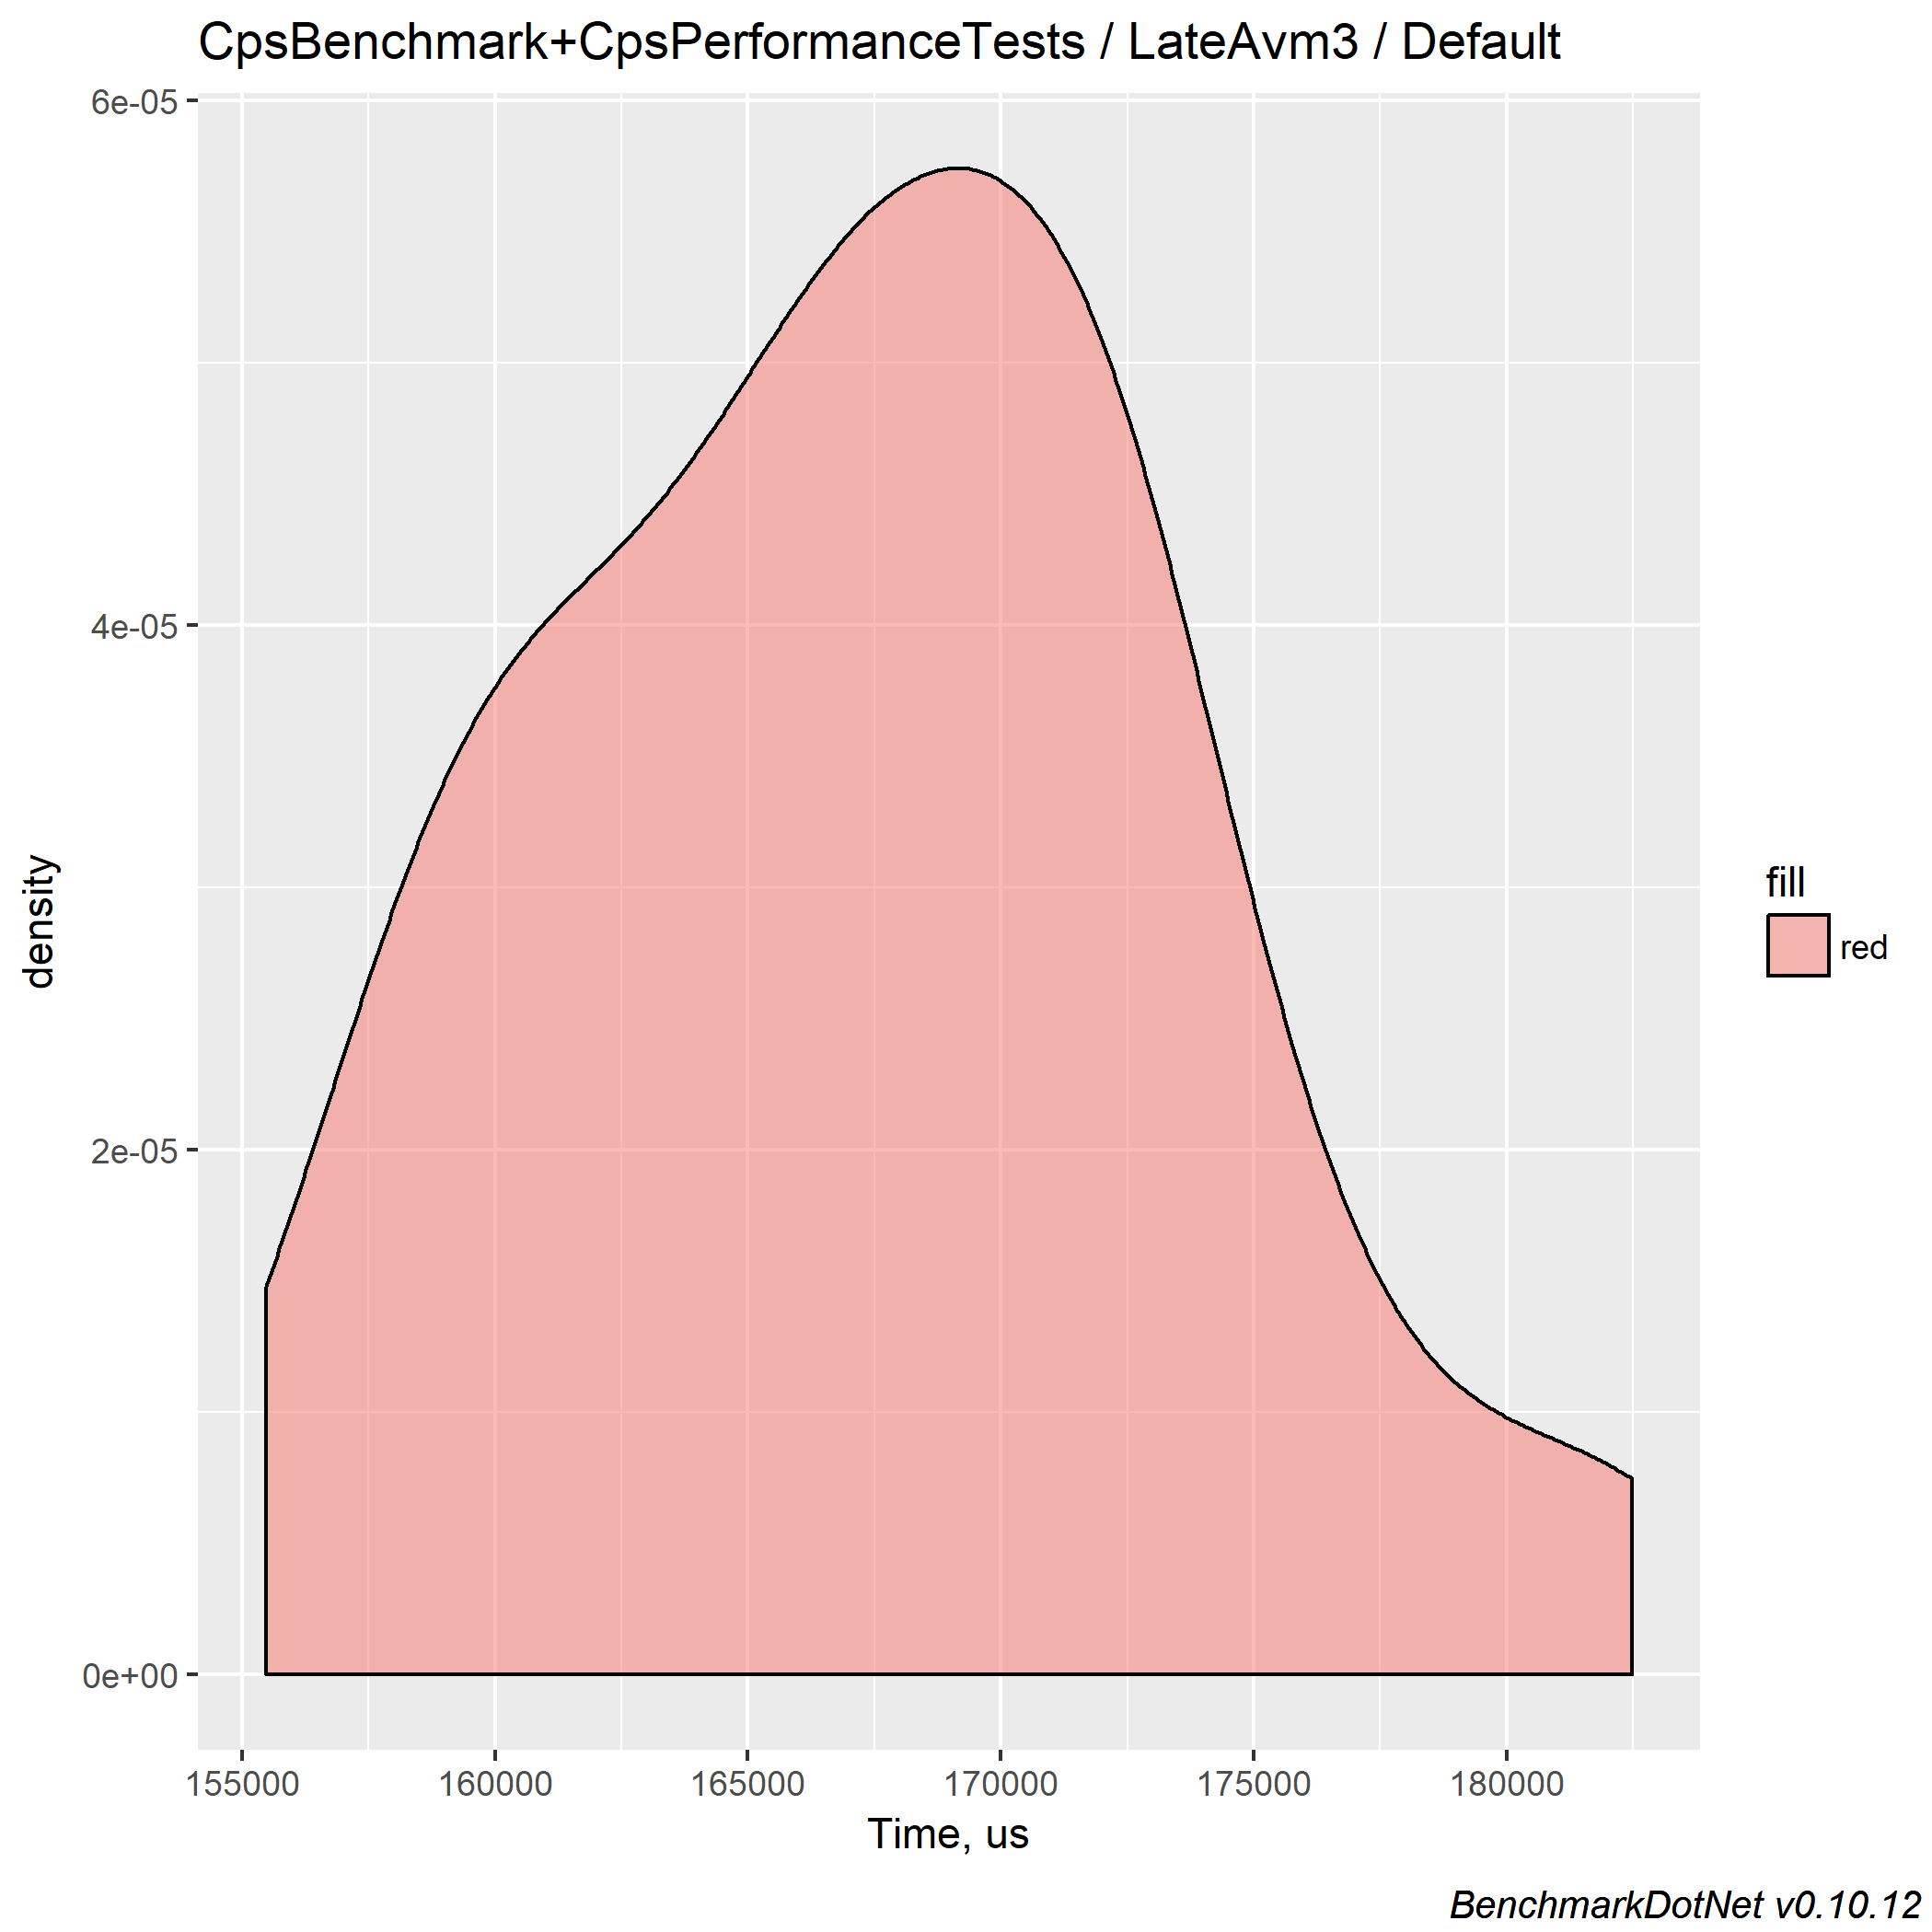 CpsBenchmark+CpsPerformanceTests / LateAvm3 / Default
6e-05
4e-05
2e-05
0e+00
density
155000 160000 165000 170000 175000 180000
Time, us
fill
red
BenchmarkDotNet v0.10.12